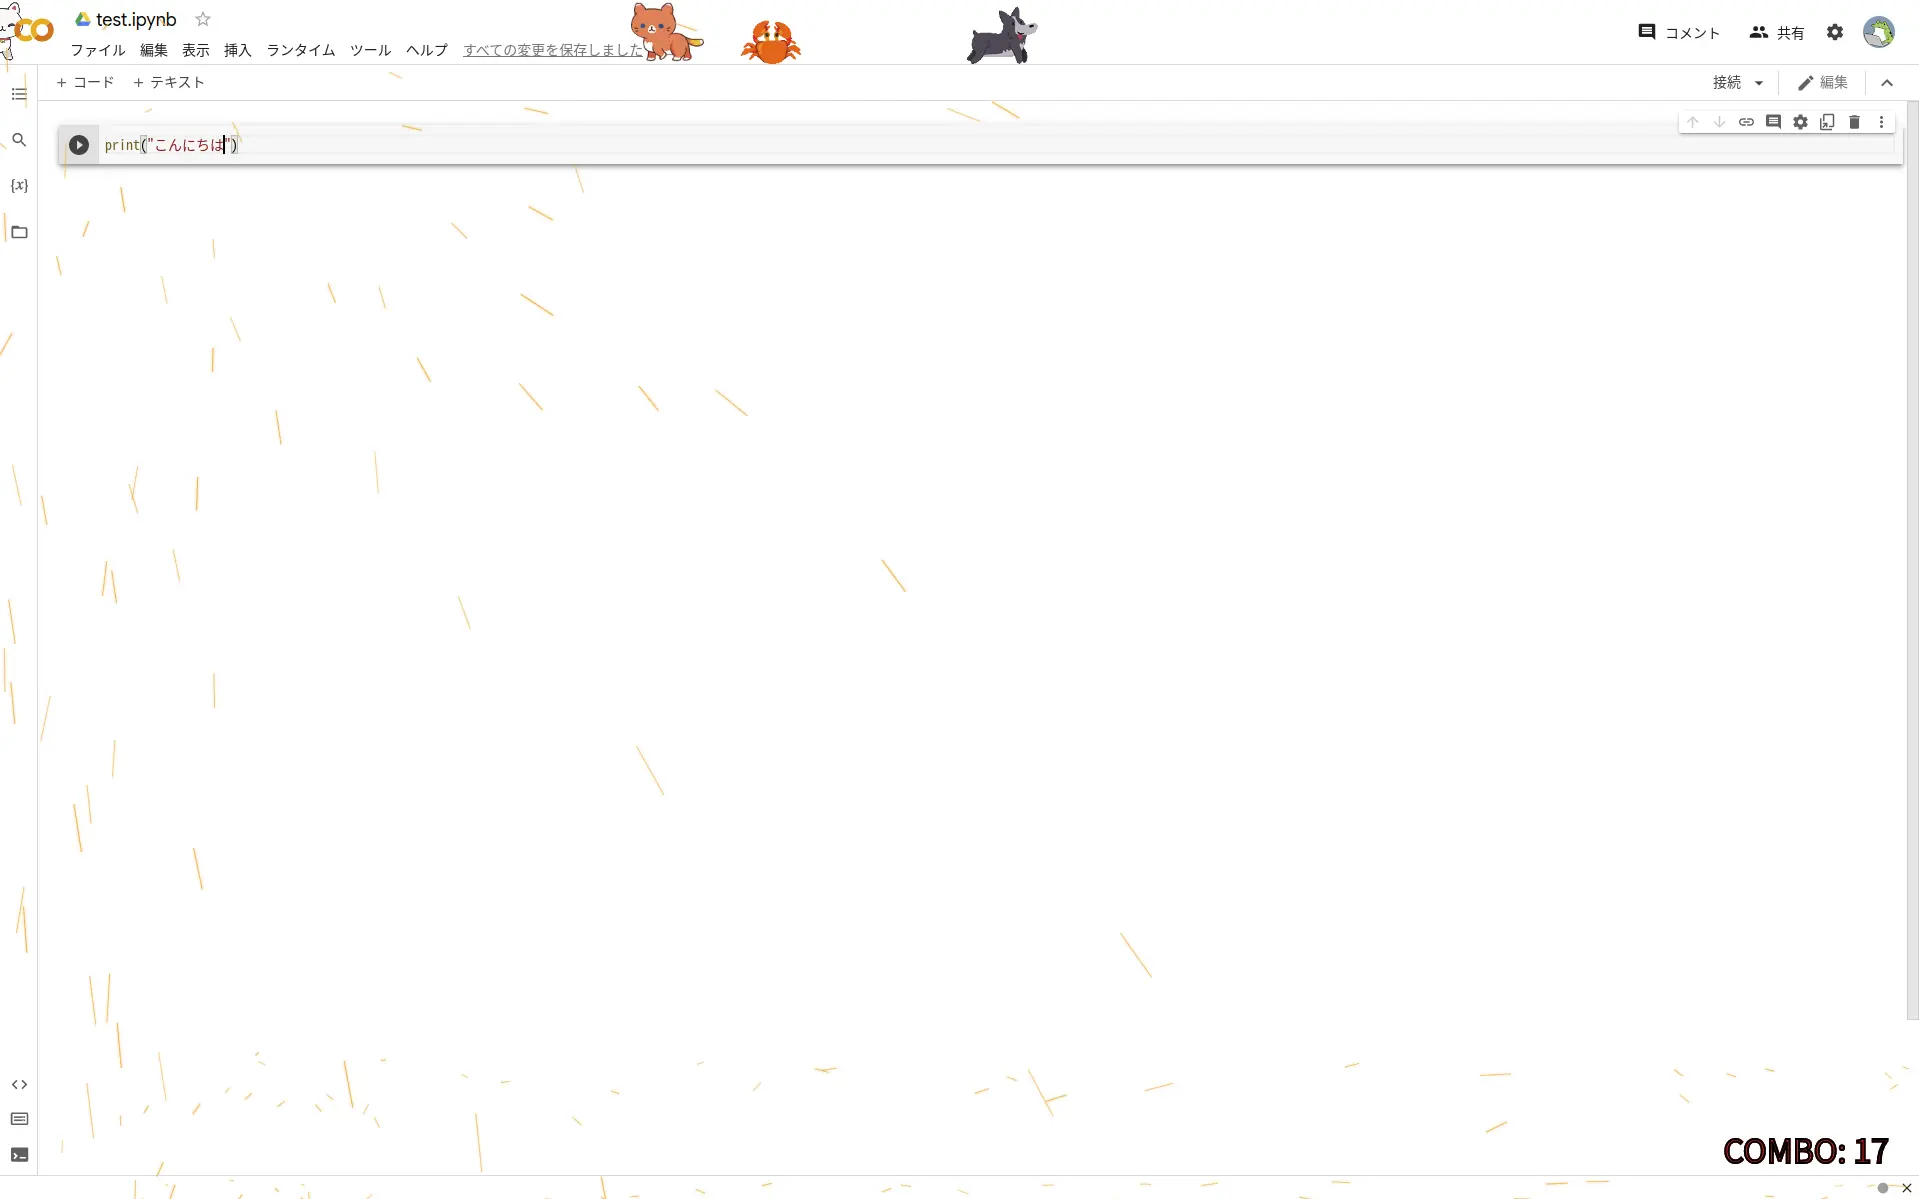 test.ipynb
ファイル 編集 表示 挿入 ランタイム ツール ヘルプ すべての変更を保存しました
コメント 共有
+ コード + テキスト
接続 編集
{x}
print("こんにちは")
COMBO: 17